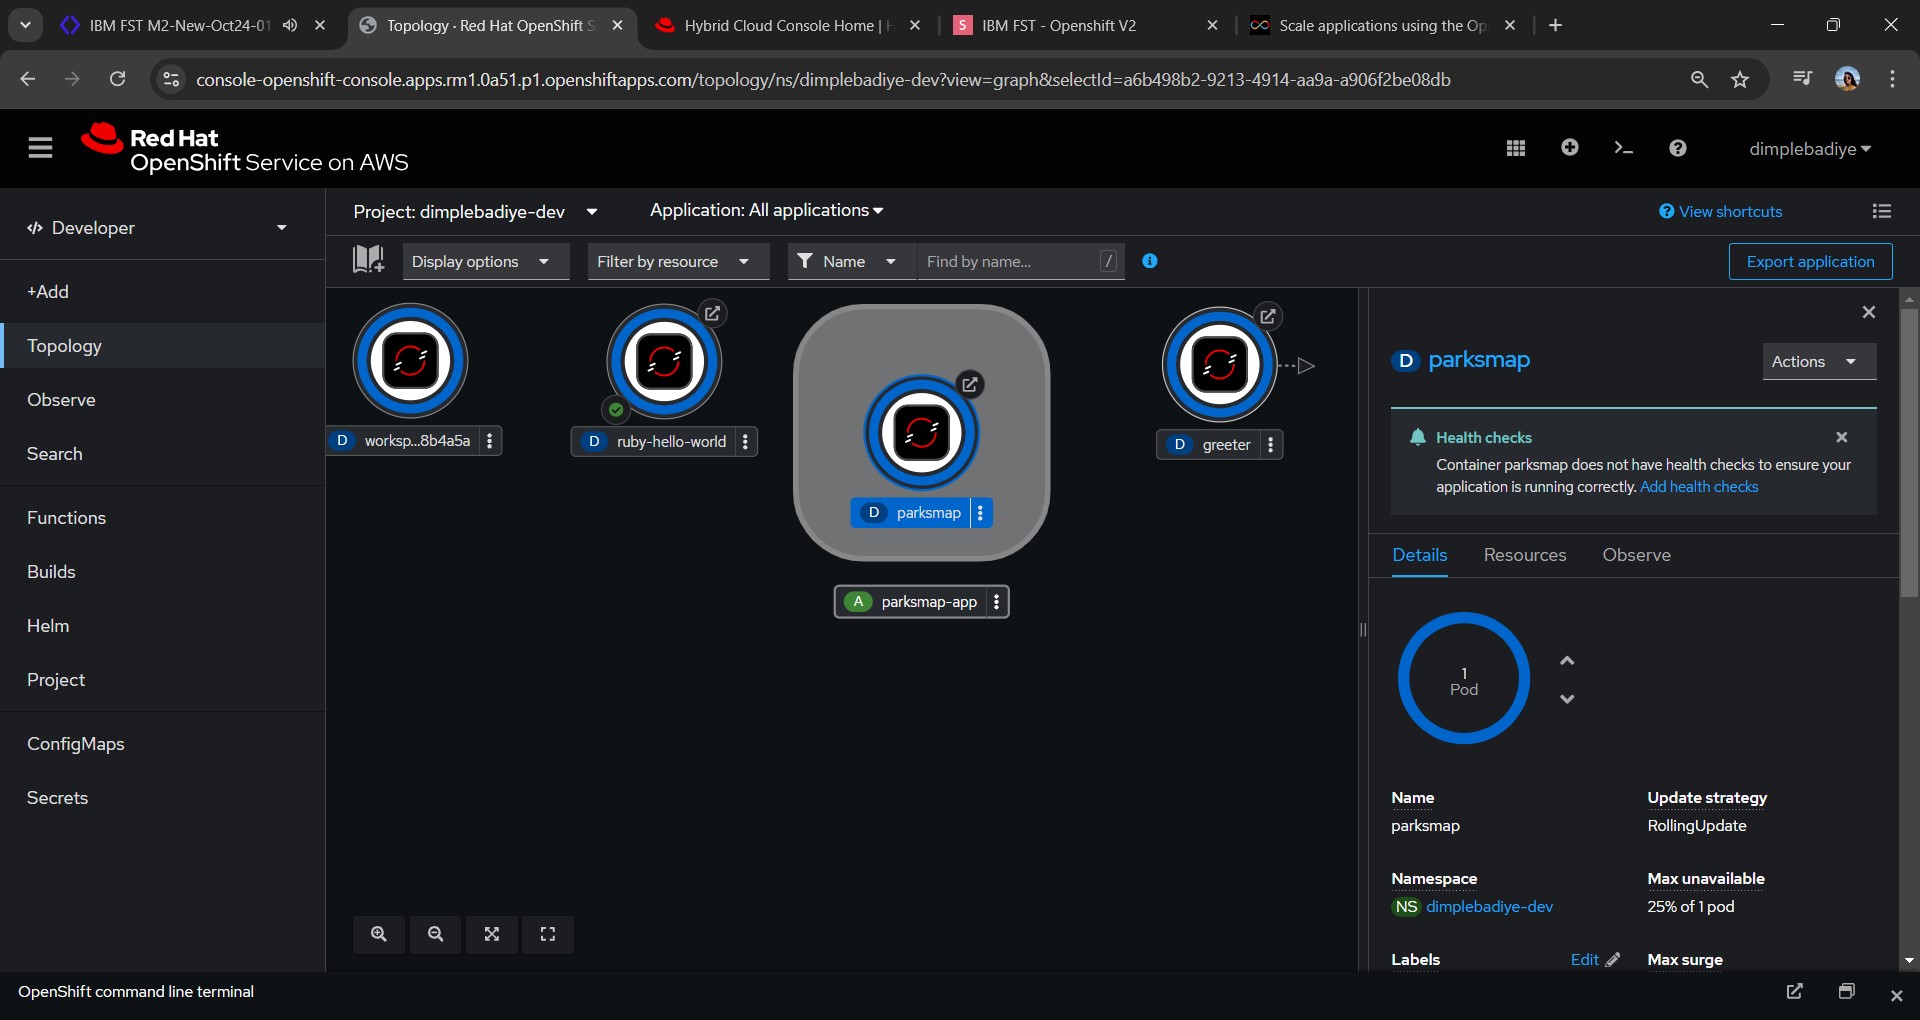 IBM FST M2-New-Oct24-01
Topology · Red Hat OpenShift S
Hybrid Cloud Console Home |
S IBM FST - Openshift V2
Scale applications using the Op
console-openshift-console.apps.rm1.0a51.p1.openshiftapps.com/topology/ns/dimplebadiye-dev?view=graph&selectId=a6b498b2-9213-4914-aa9a-a906f2be08db
Red Hat
OpenShift Service on AWS
dimplebadiye
Developer
Project: dimplebadiye-dev
Application: All applications
View shortcuts
Display options
Filter by resource
Name
Find by name...
/
Export application
+Add
Topology
Observe
Search
Functions
Builds
Helm
Project
ConfigMaps
Secrets
D worksp...8b4a5a
D ruby-hello-world
D parksmap
A parksmap-app
D greeter
D parksmap
Actions
Health checks
Container parksmap does not have health checks to ensure your
application is running correctly. Add health checks
Details
Resources
Observe
1
Pod
Name
parksmap
Update strategy
RollingUpdate
Namespace
NS dimplebadiye-dev
Max unavailable
25% of 1 pod
Labels
Edit
Max surge
OpenShift command line terminal